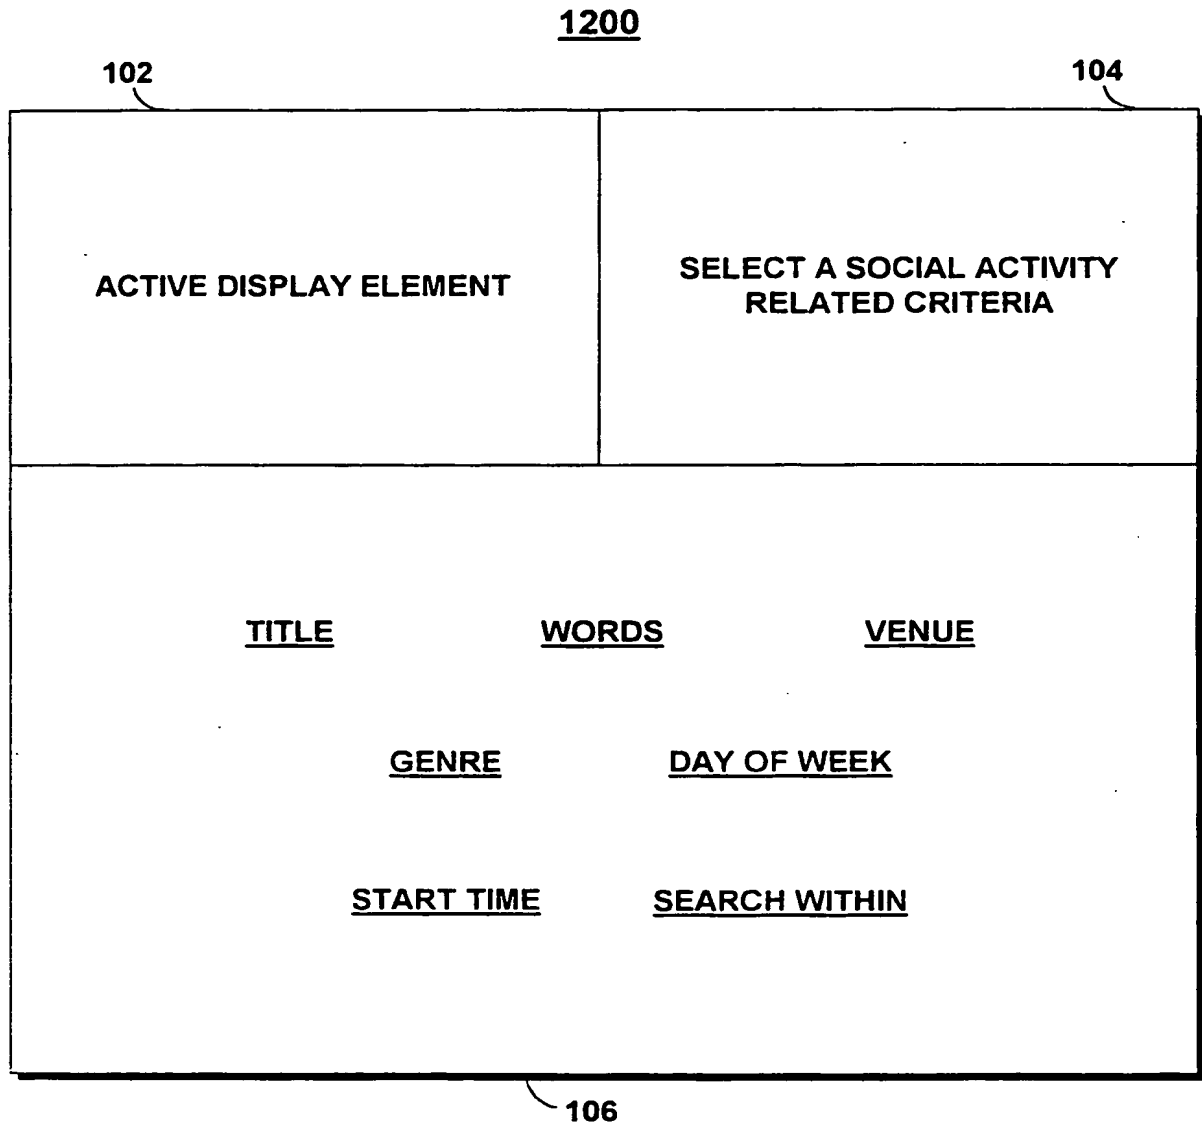 1200
102
104
ACTIVE DISPLAY ELEMENT
SELECT A SOCIAL ACTIVITY
RELATED CRITERIA
TITLE WORDS VENUE
GENRE DAY OF WEEK
START TIME SEARCH WITHIN
106